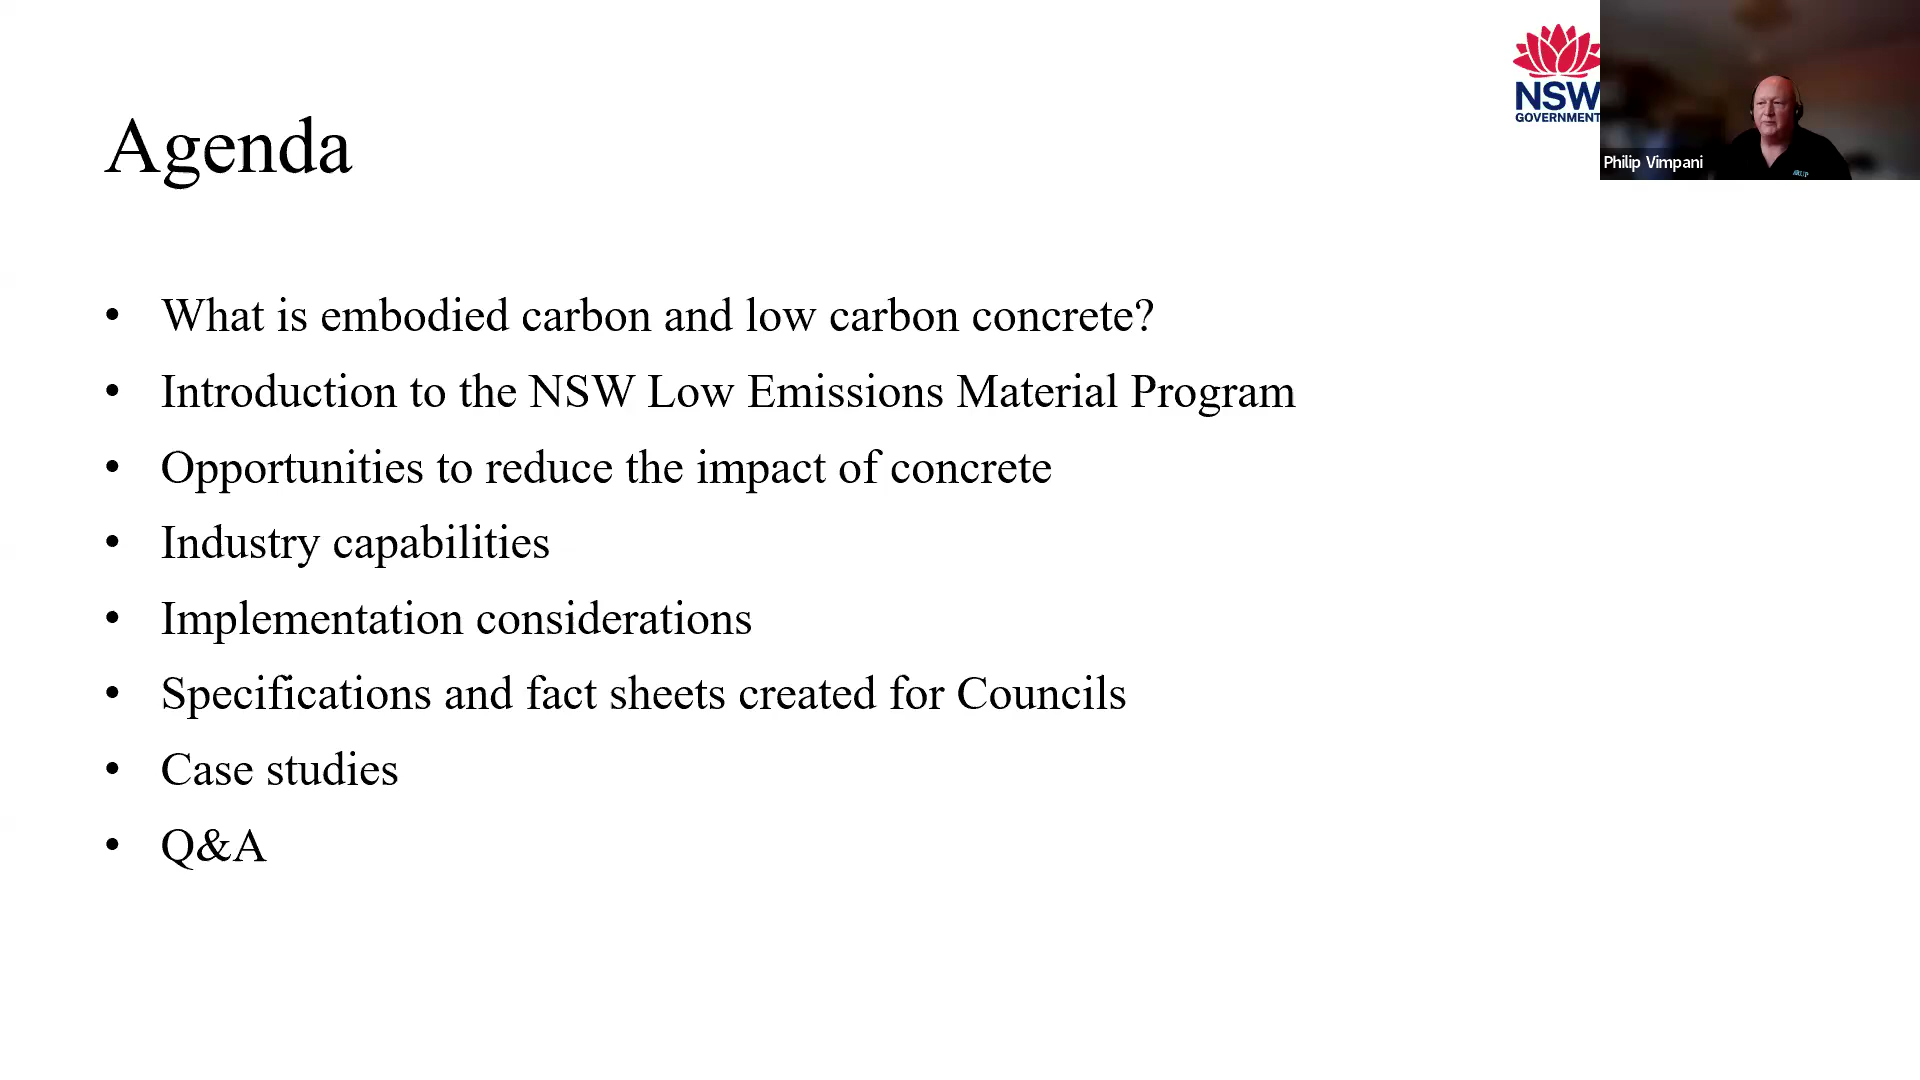 NSW
GOVERNMENT
Philip Vimpani
ARUP
Agenda
• What is embodied carbon and low carbon concrete?
• Introduction to the NSW Low Emissions Material Program
• Opportunities to reduce the impact of concrete
• Industry capabilities
• Implementation considerations
• Specifications and fact sheets created for Councils
• Case studies
• Q&A